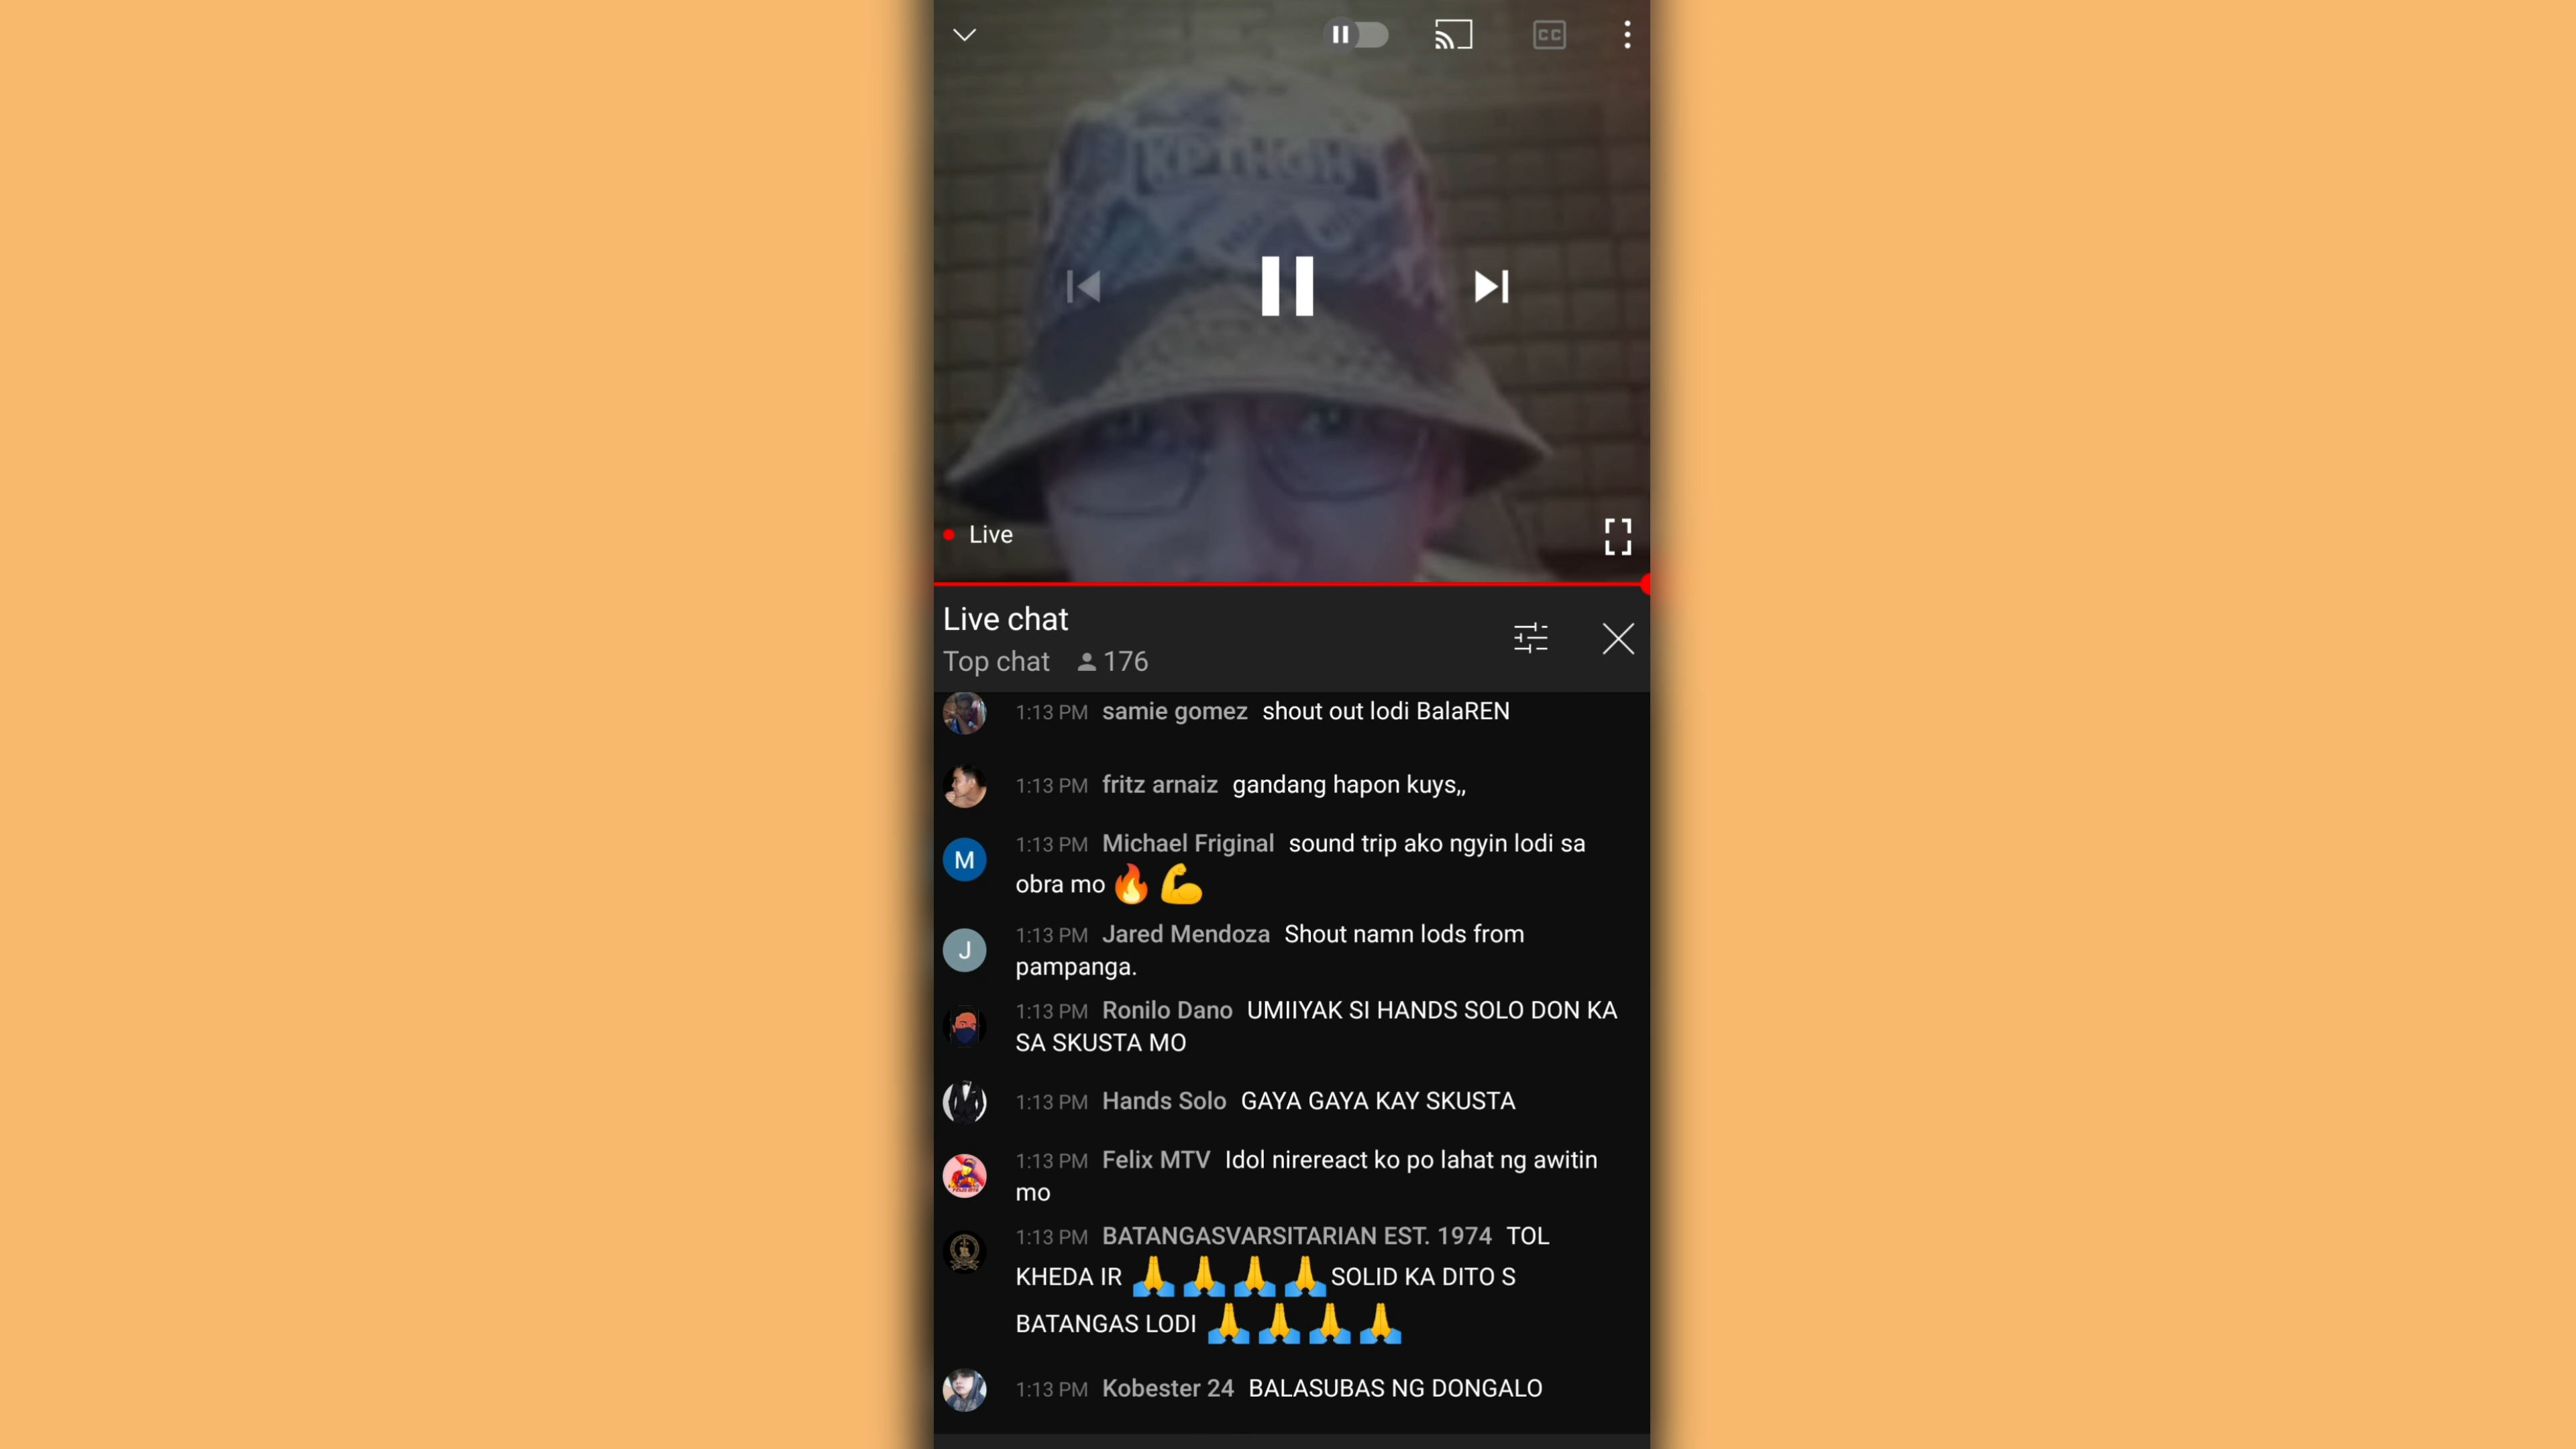 CC
KPTNGN
Live
Live chat
Top chat 176
1:13 PM samie gomez shout out lodi BalaREN
1:13 PM fritz arnaiz gandang hapon kuys,,
M 1:13 PM Michael Friginal sound trip ako ngyin lodi sa
obra mo 🔥 💪
J 1:13 PM Jared Mendoza Shout namn lods from
pampanga.
1:13 PM Ronilo Dano UMIIYAK SI HANDS SOLO DON KA
SA SKUSTA MO
1:13 PM Hands Solo GAYA GAYA KAY SKUSTA
1:13 PM Felix MTV Idol nirereact ko po lahat ng awitin
mo
1:13 PM BATANGASVARSITARIAN EST. 1974 TOL
KHEDA IR 🙏 🙏 🙏 🙏 SOLID KA DITO S
BATANGAS LODI 🙏 🙏 🙏 🙏
1:13 PM Kobester 24 BALASUBAS NG DONGALO